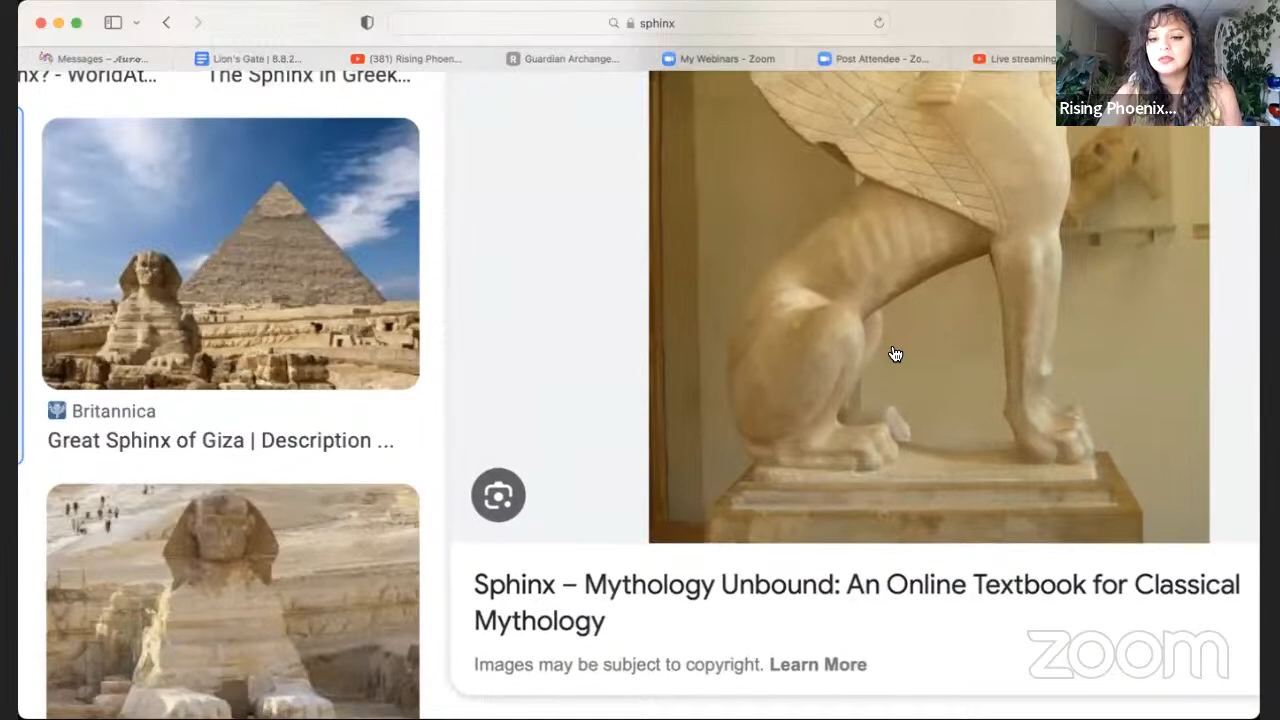 sphinx
Messages – Auro...
Lion's Gate | 8.8.2...
(381) Rising Phoen...
Guardian Archange...
My Webinars - Zoom
Post Attendee - Zo...
Live streaming
Rising Phoenix...
nx? - WorldAt...
The Sphinx in Greek...
Britannica
Great Sphinx of Giza | Description ...
Sphinx – Mythology Unbound: An Online Textbook for Classical
Mythology
Images may be subject to copyright. Learn More
zoom